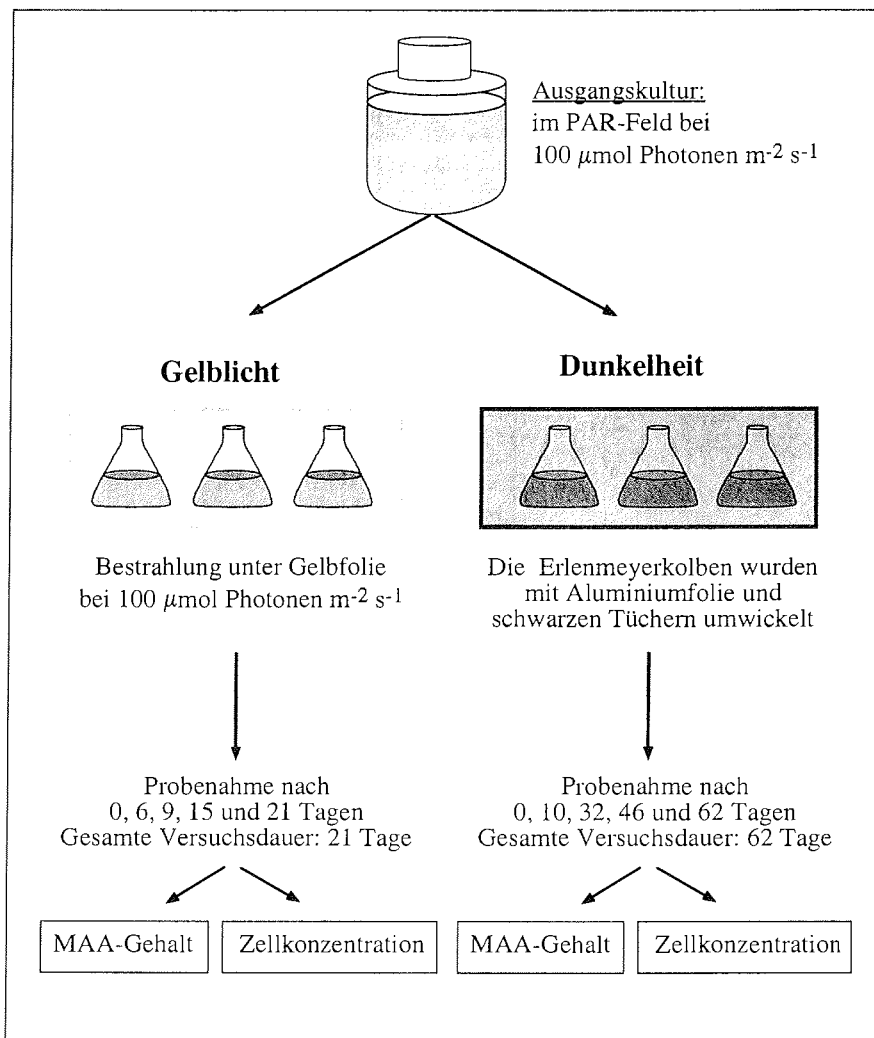 Ausgangskultur:
im PAR-Feld bei
100 µmol Photonen m-2 s-1
Gelblicht
Bestrahlung unter Gelbfolie
bei 100 µmol Photonen m-2 s-1
Probenahme nach
0, 6, 9, 15 und 21 Tagen
Gesamte Versuchsdauer: 21 Tage
MAA-Gehalt
Zellkonzentration
Dunkelheit
Die Erlenmeyerkolben wurden
mit Aluminiumfolie und
schwarzen Tüchern umwickelt
Probenahme nach
0, 10, 32, 46 und 62 Tagen
Gesamte Versuchsdauer: 62 Tage
MAA-Gehalt
Zellkonzentration